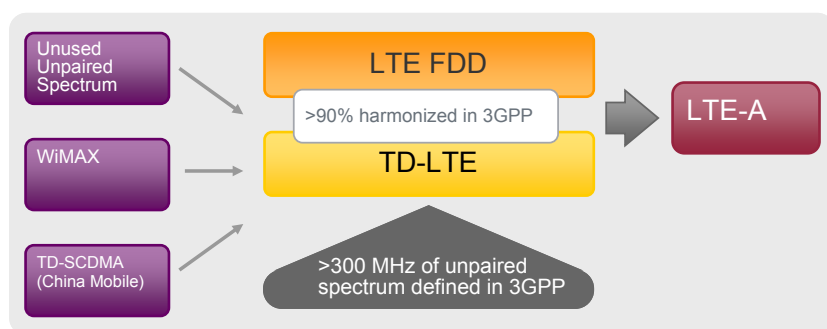 Unused
Unpaired
Spectrum
WiMAX
TD-SCDMA
(China Mobile)
LTE FDD
>90% harmonized in 3GPP
TD-LTE
>300 MHz of unpaired
spectrum defined in 3GPP
LTE-A